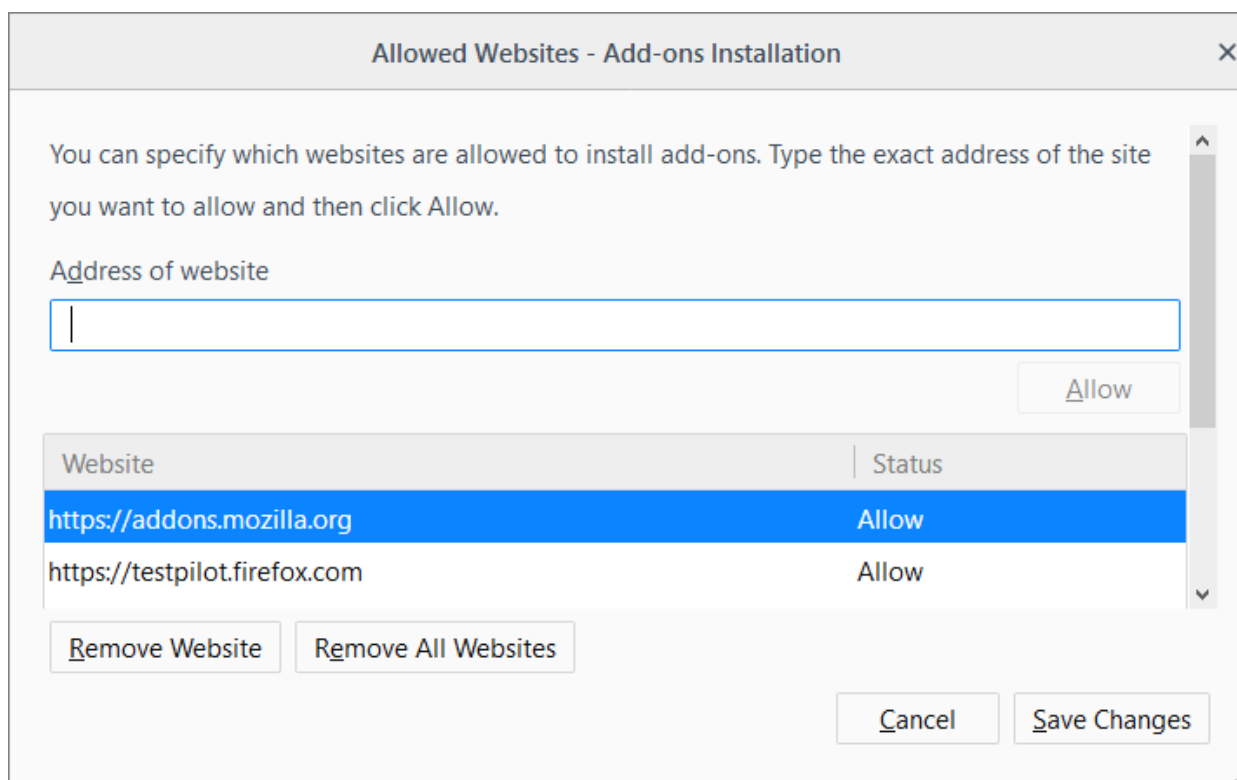 Allowed Websites - Add-ons Installation
You can specify which websites are allowed to install add-ons. Type the exact address of the site
you want to allow and then click Allow.
Address of website
Allow
Website Status
https://addons.mozilla.org Allow
https://testpilot.firefox.com Allow
Remove Website Remove All Websites
Cancel Save Changes